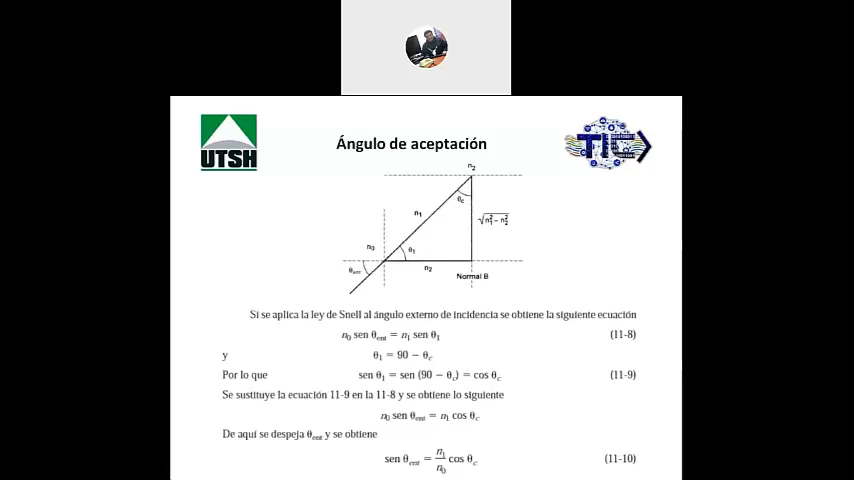 UTSH
Ángulo de aceptación
TIC
n₂
θc
n₁
√n₁² − n₂²
n₀
θ₁
θent
n₂
Normal B
Si se aplica la ley de Snell al ángulo externo de incidencia se obtiene la siguiente ecuación
n₀ sen θent = n₁ sen θ₁ (11-8)
y θ₁ = 90 − θc
Por lo que sen θ₁ = sen (90 − θc) = cos θc (11-9)
Se sustituye la ecuación 11-9 en la 11-8 y se obtiene lo siguiente
n₀ sen θent = n₁ cos θc
De aquí se despeja θent y se obtiene
sen θent = n₁/n₀ cos θc (11-10)